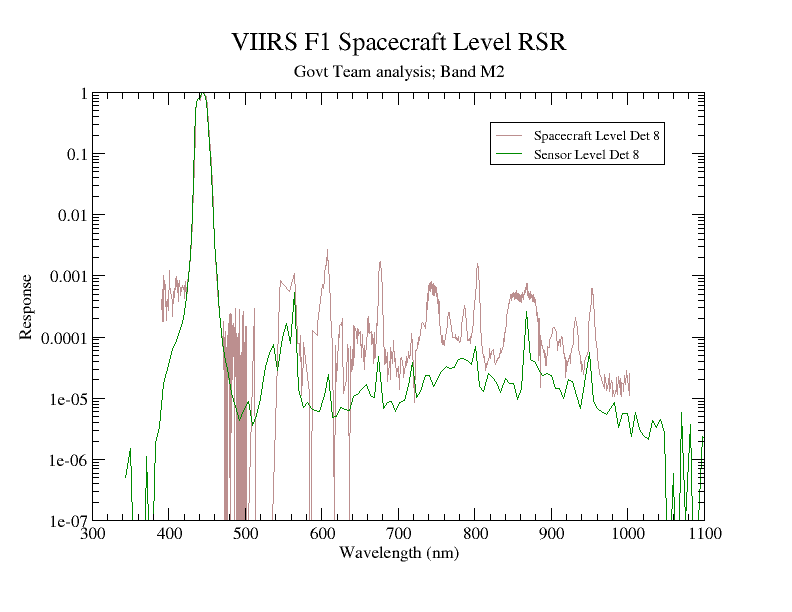 VIIRS F1 Spacecraft Level RSR
Govt Team analysis; Band M2
1
0.1
0.01
0.001
0.0001
1e-05
1e-06
1e-07
Response
Spacecraft Level Det 8
Sensor Level Det 8
300 400 500 600 700 800 900 1000 1100
Wavelength (nm)